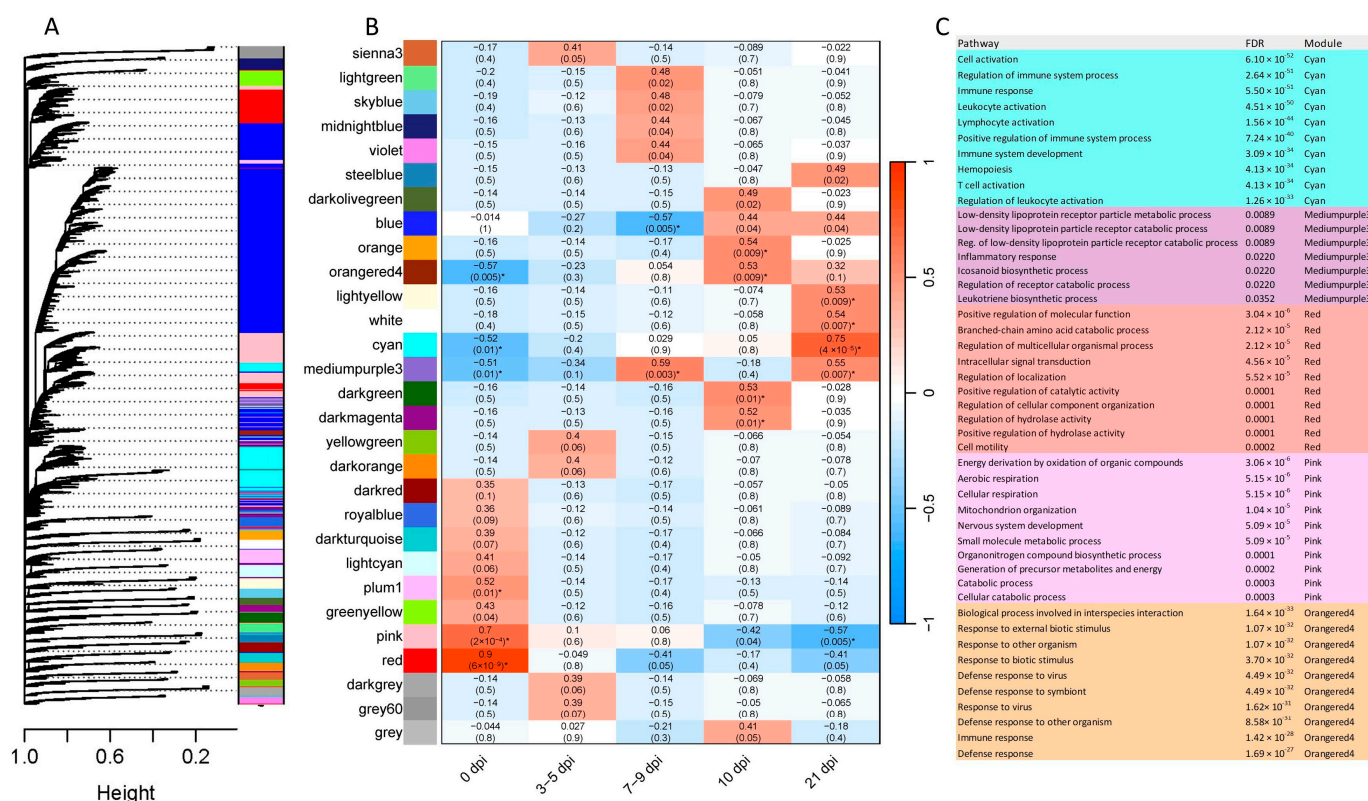 A
B
C
sienna3 −0.17 0.41 −0.14 −0.089 −0.022
(0.4) (0.05) (0.5) (0.7) (0.9)
lightgreen −0.2 −0.15 0.48 −0.051 −0.041
(0.4) (0.5) (0.02) (0.8) (0.9)
skyblue −0.19 −0.12 0.48 −0.079 −0.052
(0.4) (0.6) (0.02) (0.7) (0.8)
midnightblue −0.16 −0.13 0.44 −0.067 −0.045
(0.5) (0.6) (0.04) (0.8) (0.8)
violet −0.15 −0.16 0.44 −0.065 −0.037
(0.5) (0.5) (0.04) (0.8) (0.9)
steelblue −0.15 −0.13 −0.13 −0.047 0.49
(0.5) (0.6) (0.5) (0.8) (0.02)
darkolivegreen −0.14 −0.14 −0.15 0.49 −0.023
(0.5) (0.5) (0.5) (0.02) (0.9)
blue −0.014 −0.27 −0.57 0.44 0.44
(1) (0.2) (0.005)* (0.04) (0.04)
orange −0.16 −0.14 −0.17 0.54 −0.025
(0.5) (0.5) (0.4) (0.009)* (0.9)
orangered4 −0.57 −0.23 0.054 0.53 0.32
(0.005)* (0.3) (0.8) (0.009)* (0.1)
lightyellow −0.16 −0.14 −0.11 −0.074 0.53
(0.5) (0.5) (0.6) (0.7) (0.009)*
white −0.18 −0.15 −0.12 −0.058 0.54
(0.4) (0.5) (0.6) (0.8) (0.007)*
cyan −0.52 −0.2 0.029 0.05 0.75
(0.01)* (0.4) (0.9) (0.8) (4 ×10⁻⁵)*
mediumpurple3 −0.51 −0.34 0.59 −0.18 0.55
(0.01)* (0.1) (0.003)* (0.4) (0.007)*
darkgreen −0.16 −0.14 −0.16 0.53 −0.028
(0.5) (0.5) (0.5) (0.01)* (0.9)
darkmagenta −0.16 −0.13 −0.16 0.52 −0.035
(0.5) (0.5) (0.5) (0.01)* (0.9)
yellowgreen −0.14 0.4 −0.15 −0.066 −0.054
(0.5) (0.06) (0.5) (0.8) (0.8)
darkorange −0.14 0.4 −0.12 −0.07 −0.078
(0.5) (0.06) (0.6) (0.8) (0.7)
darkred 0.35 −0.13 −0.17 −0.057 −0.05
(0.1) (0.6) (0.5) (0.8) (0.8)
royalblue 0.36 −0.12 −0.14 −0.061 −0.089
(0.09) (0.6) (0.5) (0.8) (0.7)
darkturquoise 0.39 −0.12 −0.17 −0.066 −0.084
(0.07) (0.6) (0.4) (0.8) (0.7)
lightcyan 0.41 −0.14 −0.17 −0.05 −0.092
(0.06) (0.5) (0.4) (0.8) (0.7)
plum1 0.52 −0.14 −0.17 −0.13 −0.14
(0.01)* (0.5) (0.4) (0.5) (0.5)
greenyellow 0.43 −0.12 −0.16 −0.078 −0.12
(0.04) (0.6) (0.5) (0.7) (0.6)
pink 0.7 0.1 0.06 −0.42 −0.57
(2×10⁻⁴)* (0.6) (0.8) (0.04) (0.005)*
red 0.9 −0.049 −0.41 −0.17 −0.41
(6×10⁻⁹)* (0.8) (0.05) (0.4) (0.05)
darkgrey −0.14 0.39 −0.14 −0.069 −0.058
(0.5) (0.06) (0.5) (0.8) (0.8)
grey60 −0.14 0.39 −0.15 −0.05 −0.065
(0.5) (0.07) (0.5) (0.8) (0.8)
grey −0.044 0.027 −0.21 0.41 −0.18
(0.8) (0.9) (0.3) (0.05) (0.4)
0 dpi 3−5 dpi 7−9 dpi 10 dpi 21 dpi
1
0.5
0
−0.5
−1
1.0 0.6 0.2
Height
Pathway FDR Module
Cell activation 6.10 × 10⁻⁵² Cyan
Regulation of immune system process 2.64 × 10⁻⁵¹ Cyan
Immune response 5.50 × 10⁻⁵¹ Cyan
Leukocyte activation 4.51 × 10⁻⁵⁰ Cyan
Lymphocyte activation 1.56 × 10⁻⁴⁴ Cyan
Positive regulation of immune system process 7.24 × 10⁻⁴⁰ Cyan
Immune system development 3.09 × 10⁻³⁴ Cyan
Hemopoiesis 4.13 × 10⁻³⁴ Cyan
T cell activation 4.13 × 10⁻³⁴ Cyan
Regulation of leukocyte activation 1.26 × 10⁻³³ Cyan
Low-density lipoprotein receptor particle metabolic process 0.0089 Mediumpurple3
Low-density lipoprotein receptor catabolic process 0.0089 Mediumpurple3
Reg. of low-density lipoprotein particle receptor catabolic process 0.0089 Mediumpurple3
Inflammatory response 0.0220 Mediumpurple3
Icosanoid biosynthetic process 0.0220 Mediumpurple3
Regulation of receptor catabolic process 0.0220 Mediumpurple3
Leukotriene biosynthetic process 0.0352 Mediumpurple3
Positive regulation of molecular function 3.04 × 10⁻⁶ Red
Branched-chain amino acid catabolic process 2.12 × 10⁻⁵ Red
Regulation of multicellular organismal process 2.12 × 10⁻⁵ Red
Intracellular signal transduction 4.56 × 10⁻⁵ Red
Regulation of localization 5.52 × 10⁻⁵ Red
Positive regulation of catalytic activity 0.0001 Red
Regulation of cellular component organization 0.0001 Red
Regulation of hydrolase activity 0.0001 Red
Positive regulation of hydrolase activity 0.0001 Red
Cell motility 0.0002 Red
Energy derivation by oxidation of organic compounds 3.06 × 10⁻⁶ Pink
Aerobic respiration 5.15 × 10⁻⁶ Pink
Cellular respiration 5.15 × 10⁻⁶ Pink
Mitochondrion organization 1.04 × 10⁻⁵ Pink
Nervous system development 5.09 × 10⁻⁵ Pink
Small molecule metabolic process 5.09 × 10⁻⁵ Pink
Organonitrogen compound biosynthetic process 0.0001 Pink
Generation of precursor metabolites and energy 0.0002 Pink
Catabolic process 0.0003 Pink
Cellular catabolic process 0.0003 Pink
Biological process involved in interspecies interaction 1.64 × 10⁻³³ Orangered4
Response to external biotic stimulus 1.07 × 10⁻³² Orangered4
Response to other organism 1.07 × 10⁻³² Orangered4
Response to biotic stimulus 3.70 × 10⁻³² Orangered4
Defense response to virus 4.49 × 10⁻³² Orangered4
Defense response to symbiont 4.49 × 10⁻³² Orangered4
Response to virus 1.62× 10⁻³¹ Orangered4
Defense response to other organism 8.58× 10⁻³¹ Orangered4
Immune response 1.42 × 10⁻²⁸ Orangered4
Defense response 1.69 × 10⁻²⁷ Orangered4